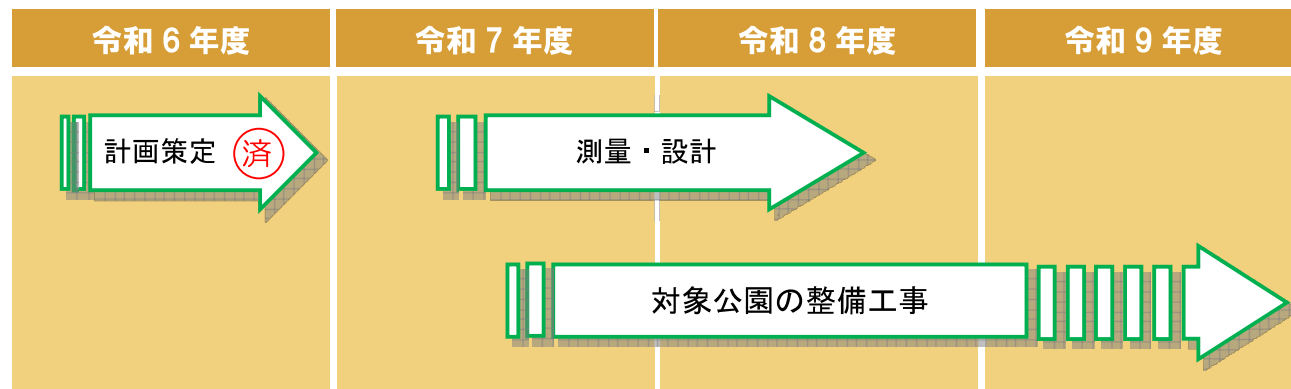 令和６年度
令和７年度
令和８年度
令和９年度
計画策定 済
測量・設計
対象公園の整備工事